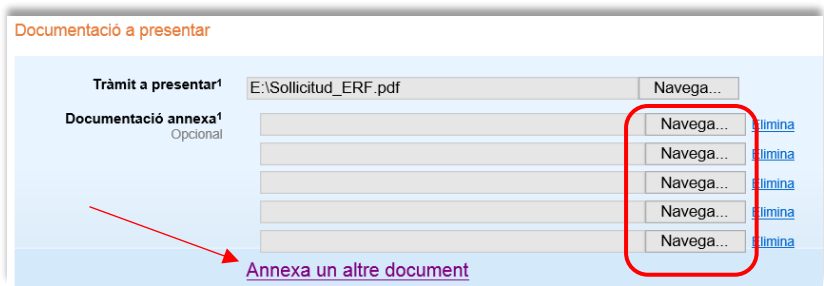 Documentació a presentar
Tràmit a presentar¹ E:\Sollicitud_ERF.pdf Navega...
Documentació annexa¹ Navega... Elimina
Opcional
Navega... Elimina
Navega... Elimina
Navega... Elimina
Navega... Elimina
Annexa un altre document